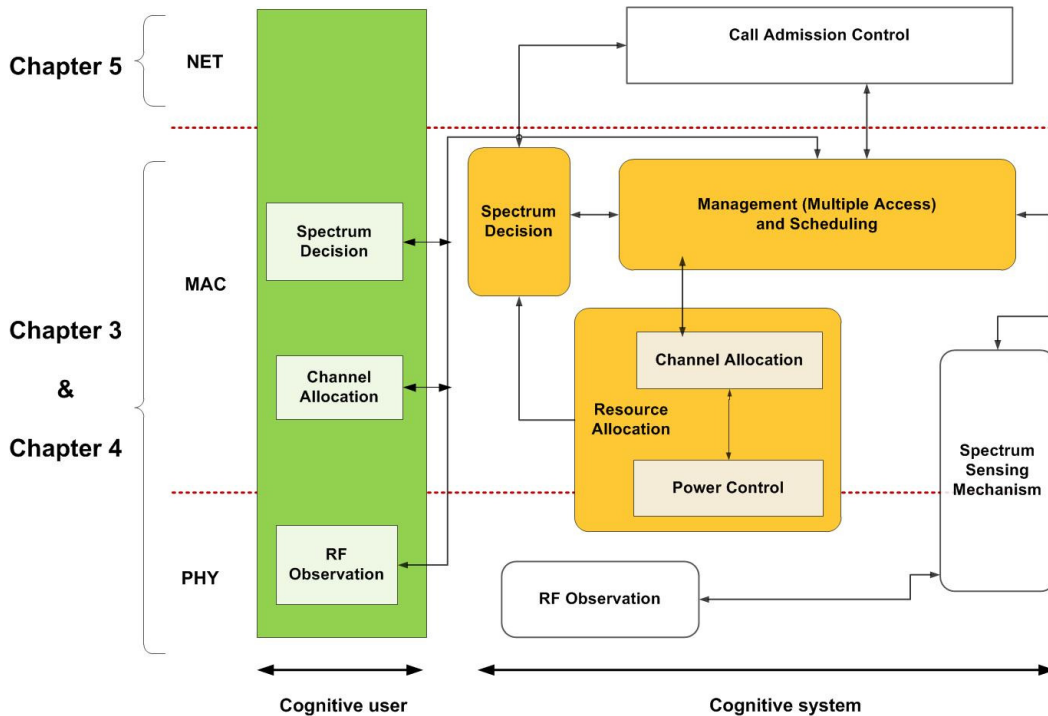 Chapter 5
NET
Call Admission Control
Chapter 3
&
Chapter 4
MAC
Spectrum
Decision
Channel
Allocation
Spectrum
Decision
Management (Multiple Access)
and Scheduling
Channel Allocation
Resource
Allocation
Power Control
Spectrum
Sensing
Mechanism
PHY
RF
Observation
RF Observation
Cognitive user
Cognitive system